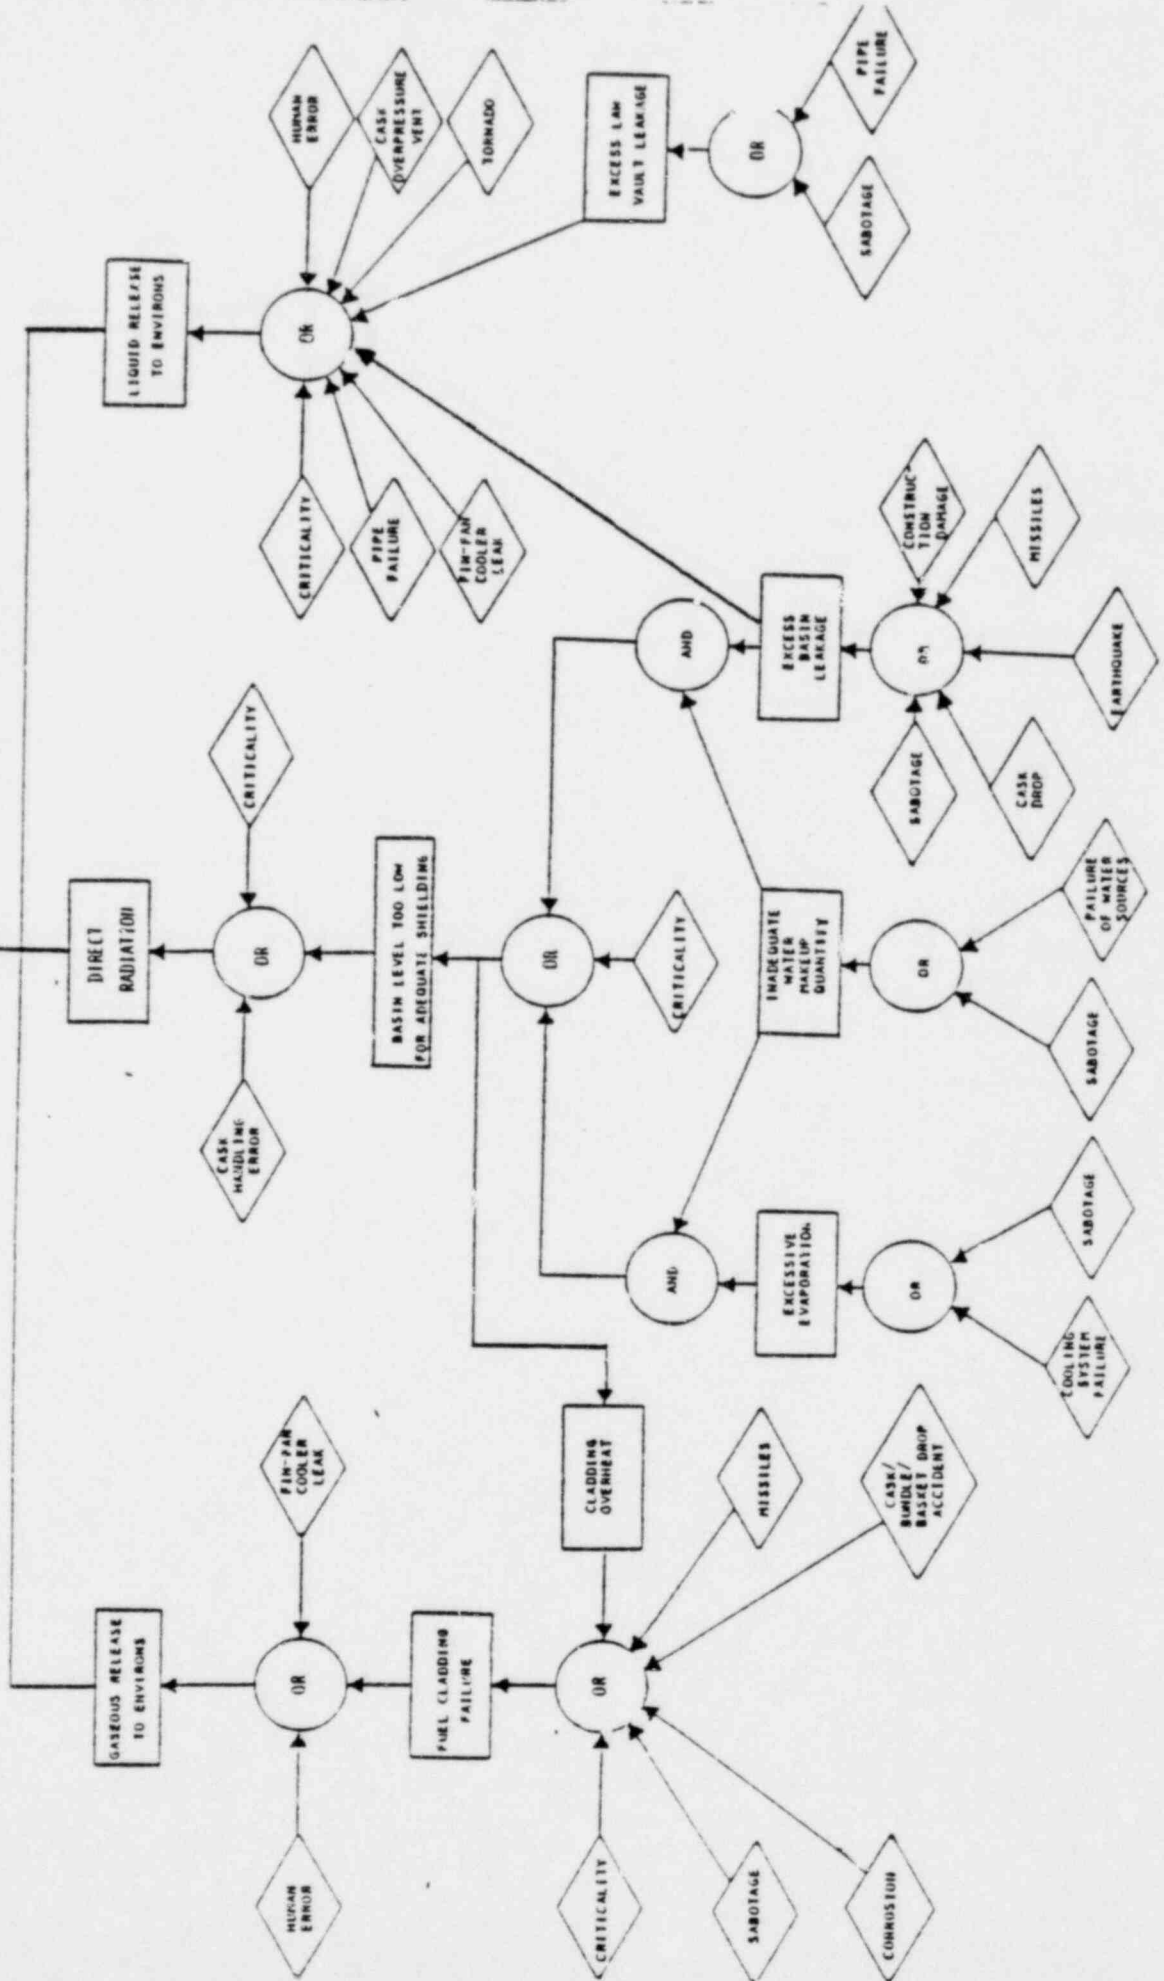 GASEOUS RELEASE
TO ENVIRONS
DIRECT
RADIATION
LIQUID RELEASE
TO ENVIRONS
HUMAN
ERROR
OR
FIN-FAN
COOLER
LEAK
CASK
HANDLING
ERROR
OR
CRITICALITY
CRITICALITY
PIPE
FAILURE
FIN-FAN
COOLER
LEAK
OR
HUMAN
ERROR
CASK
OVERPRESSURE
VENT
TORNADO
FUEL CLADDING
FAILURE
BASIN LEVEL TOO LOW
FOR ADEQUATE SHIELDING
CRITICALITY
SABOTAGE
CORROSION
OR
CLADDING
OVERHEAT
MISSILES
CASK/
BUNDLE/
BASKET DROP
ACCIDENT
OR
CRITICALITY
EXCESS LAW
VAULT LEAKAGE
AND
AND
OR
SABOTAGE
PIPE
FAILURE
EXCESSIVE
EVAPORATION
INADEQUATE
WATER
MAKEUP
QUANTITY
EXCESS
BASIN
LEAKAGE
OR
COOLING
SYSTEM
FAILURE
SABOTAGE
OR
SABOTAGE
FAILURE
OF WATER
SOURCES
OR
SABOTAGE
CASK
DROP
EARTHQUAKE
MISSILES
CONSTRUC-
TION
DAMAGE